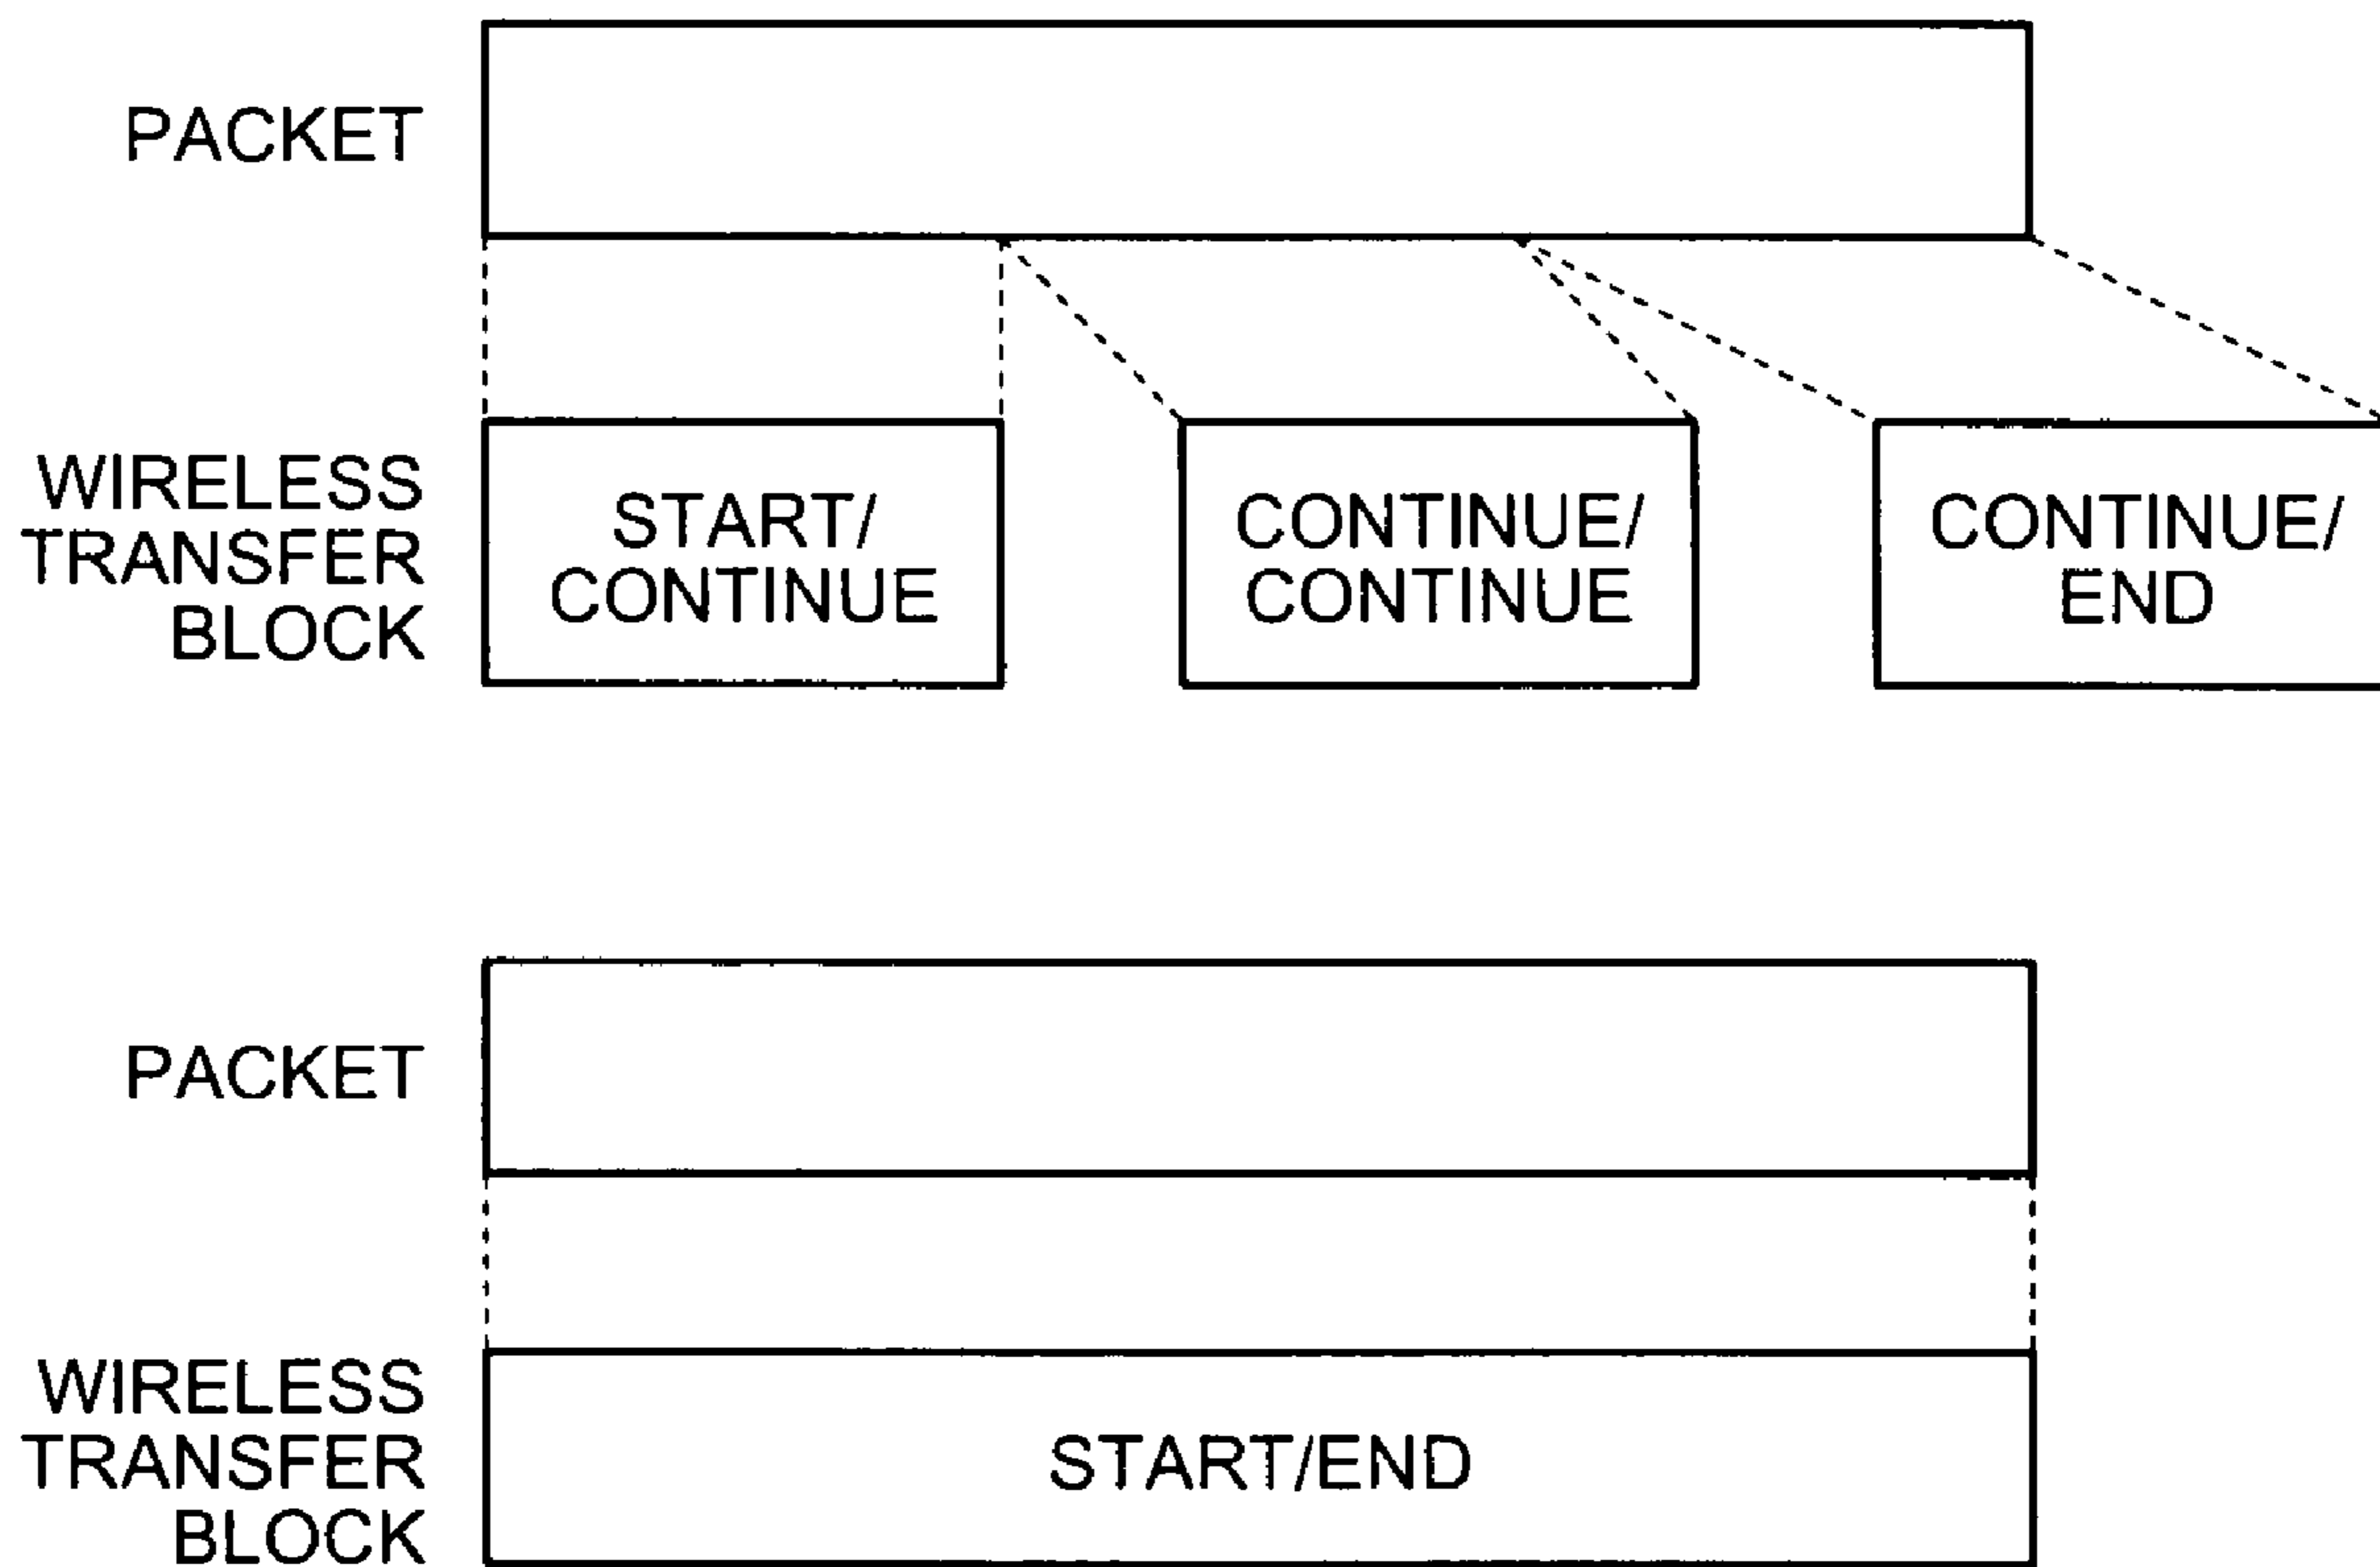 PACKET
WIRELESS
TRANSFER
BLOCK
START/
CONTINUE
CONTINUE/
CONTINUE
CONTINUE/
END
PACKET
WIRELESS
TRANSFER
BLOCK
START/END